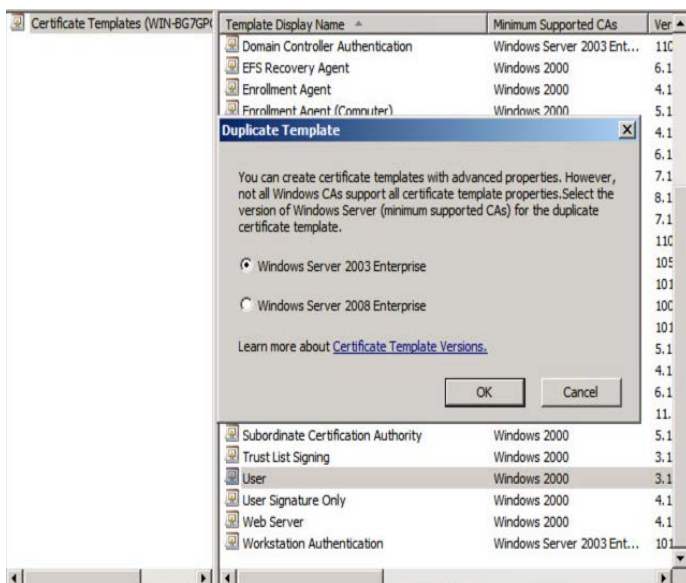 Certificate Templates (WIN-BG7GP
Template Display Name Minimum Supported CAs Ver
Domain Controller Authentication Windows Server 2003 Ent... 110
EFS Recovery Agent Windows 2000 6.1
Enrollment Agent Windows 2000 4.1
Enrollment Agent (Computer) Windows 2000 5.1
Duplicate Template 4.1
6.1
You can create certificate templates with advanced properties. However, 7.1
not all Windows CAs support all certificate template properties.Select the 8.1
version of Windows Server (minimum supported CAs) for the duplicate 7.1
certificate template.
110
Windows Server 2003 Enterprise 105
101
Windows Server 2008 Enterprise 100
101
Learn more about Certificate Template Versions. 5.1
4.1
OK Cancel 6.1
11.
Subordinate Certification Authority Windows 2000 5.1
Trust List Signing Windows 2000 3.1
User Windows 2000 3.1
User Signature Only Windows 2000 4.1
Web Server Windows 2000 4.1
Workstation Authentication Windows Server 2003 Ent... 101